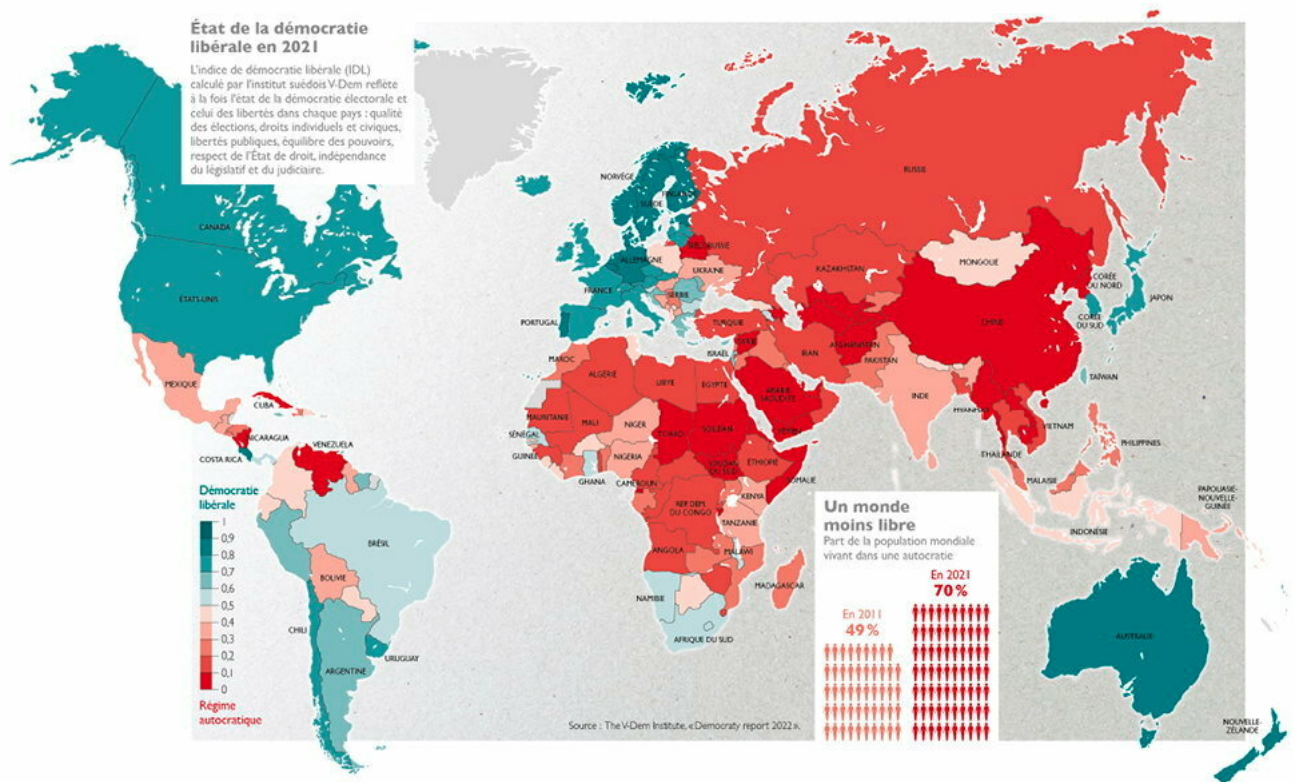 État de la démocratie
libérale en 2021
L'indice de démocratie libérale (IDL)
calculé par l'institut suédois V-Dem reflète
à la fois l'état de la démocratie électorale et
celui des libertés dans chaque pays : qualité
des élections, droits individuels et civiques,
libertés publiques, équilibre des pouvoirs,
respect de l'État de droit, indépendance
du législatif et du judiciaire.
CANADA
ÉTATS-UNIS
MEXIQUE
CUBA
NICARAGUA
COSTA RICA
VENEZUELA
BRÉSIL
BOLIVIE
CHILI
ARGENTINE
URUGUAY
NORVÈGE
SUÈDE
FINLANDE
BIÉLORUSSIE
ALLEMAGNE
UKRAINE
FRANCE
SERBIE
PORTUGAL
TURQUIE
RUSSIE
KAZAKHSTAN
MONGOLIE
CORÉE
DU NORD
JAPON
CORÉE
DU SUD
CHINE
TAÏWAN
SYRIE
ISRAËL
IRAN
AFGHANISTAN
PAKISTAN
INDE
MYANMAR
VIETNAM
THAÏLANDE
PHILIPPINES
MALAISIE
INDONÉSIE
PAPOUASIE-
NOUVELLE-
GUINÉE
AUSTRALIE
NOUVELLE-
ZÉLANDE
MAROC
ALGÉRIE
LIBYE
ÉGYPTE
ARABIE
SAOUDITE
YÉMEN
MAURITANIE
MALI
NIGER
TCHAD
SOUDAN
SÉNÉGAL
GUINÉE
GHANA
NIGERIA
CAMEROUN
SOUDAN
DU SUD
ÉTHIOPIE
SOMALIE
RÉP. DÉM.
DU CONGO
KENYA
TANZANIE
ANGOLA
MALAWI
MADAGASCAR
NAMIBIE
AFRIQUE DU SUD
Démocratie
libérale
1
0,9
0,8
0,7
0,6
0,5
0,4
0,3
0,2
0,1
0
Régime
autocratique
Un monde
moins libre
Part de la population mondiale
vivant dans une autocratie
En 2011
49 %
En 2021
70 %
Source : The V-Dem Institute, « Democraty report 2022 ».